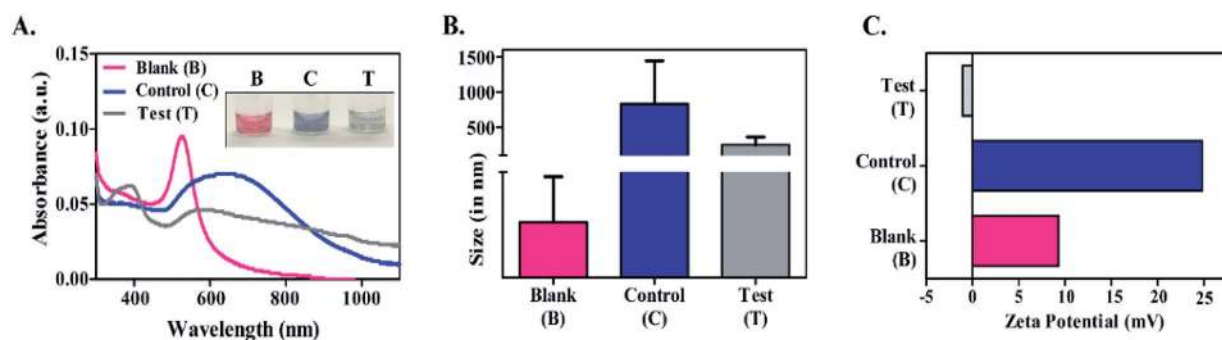 A.
Absorbance (a.u.)
0.15
0.10
0.05
0.00
Blank (B)
Control (C)
Test (T)
B C T
400 600 800 1000
Wavelength (nm)
B.
Size (in nm)
1500
1000
500
Blank
(B)
Control
(C)
Test
(T)
C.
Test
(T)
Control
(C)
Blank
(B)
-5 0 5 10 15 20 25
Zeta Potential (mV)